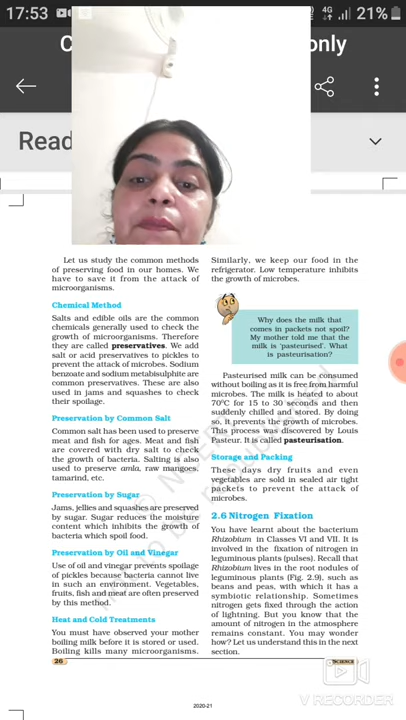 17:53
4G
21%
C
only
Read
Let us study the common methods
of preserving food in our homes. We
have to save it from the attack of
microorganisms.
Chemical Method
Salts and edible oils are the common
chemicals generally used to check the
growth of microorganisms. Therefore
they are called preservatives. We add
salt or acid preservatives to pickles to
prevent the attack of microbes. Sodium
benzoate and sodium metabisulphite are
common preservatives. These are also
used in jams and squashes to check
their spoilage.
Preservation by Common Salt
Common salt has been used to preserve
meat and fish for ages. Meat and fish
are covered with dry salt to check
the growth of bacteria. Salting is also
used to preserve amla, raw mangoes,
tamarind, etc.
Preservation by Sugar
Jams, jellies and squashes are preserved
by sugar. Sugar reduces the moisture
content which inhibits the growth of
bacteria which spoil food.
Preservation by Oil and Vinegar
Use of oil and vinegar prevents spoilage
of pickles because bacteria cannot live
in such an environment. Vegetables,
fruits, fish and meat are often preserved
by this method.
Heat and Cold Treatments
You must have observed your mother
boiling milk before it is stored or used.
Boiling kills many microorganisms.
Similarly, we keep our food in the
refrigerator. Low temperature inhibits
the growth of microbes.
Why does the milk that
comes in packets not spoil?
My mother told me that the
milk is 'pasteurised'. What
is pasteurisation?
Pasteurised milk can be consumed
without boiling as it is free from harmful
microbes. The milk is heated to about
70°C for 15 to 30 seconds and then
suddenly chilled and stored. By doing
so, it prevents the growth of microbes.
This process was discovered by Louis
Pasteur. It is called pasteurisation.
Storage and Packing
These days dry fruits and even
vegetables are sold in sealed air tight
packets to prevent the attack of
microbes.
2.6 Nitrogen Fixation
You have learnt about the bacterium
Rhizobium in Classes VI and VII. It is
involved in the fixation of nitrogen in
leguminous plants (pulses). Recall that
Rhizobium lives in the root nodules of
leguminous plants (Fig. 2.9), such as
beans and peas, with which it has a
symbiotic relationship. Sometimes
nitrogen gets fixed through the action
of lightning. But you know that the
amount of nitrogen in the atmosphere
remains constant. You may wonder
how? Let us understand this in the next
section.
26
SCIENCE
V RECORDER
2020-21